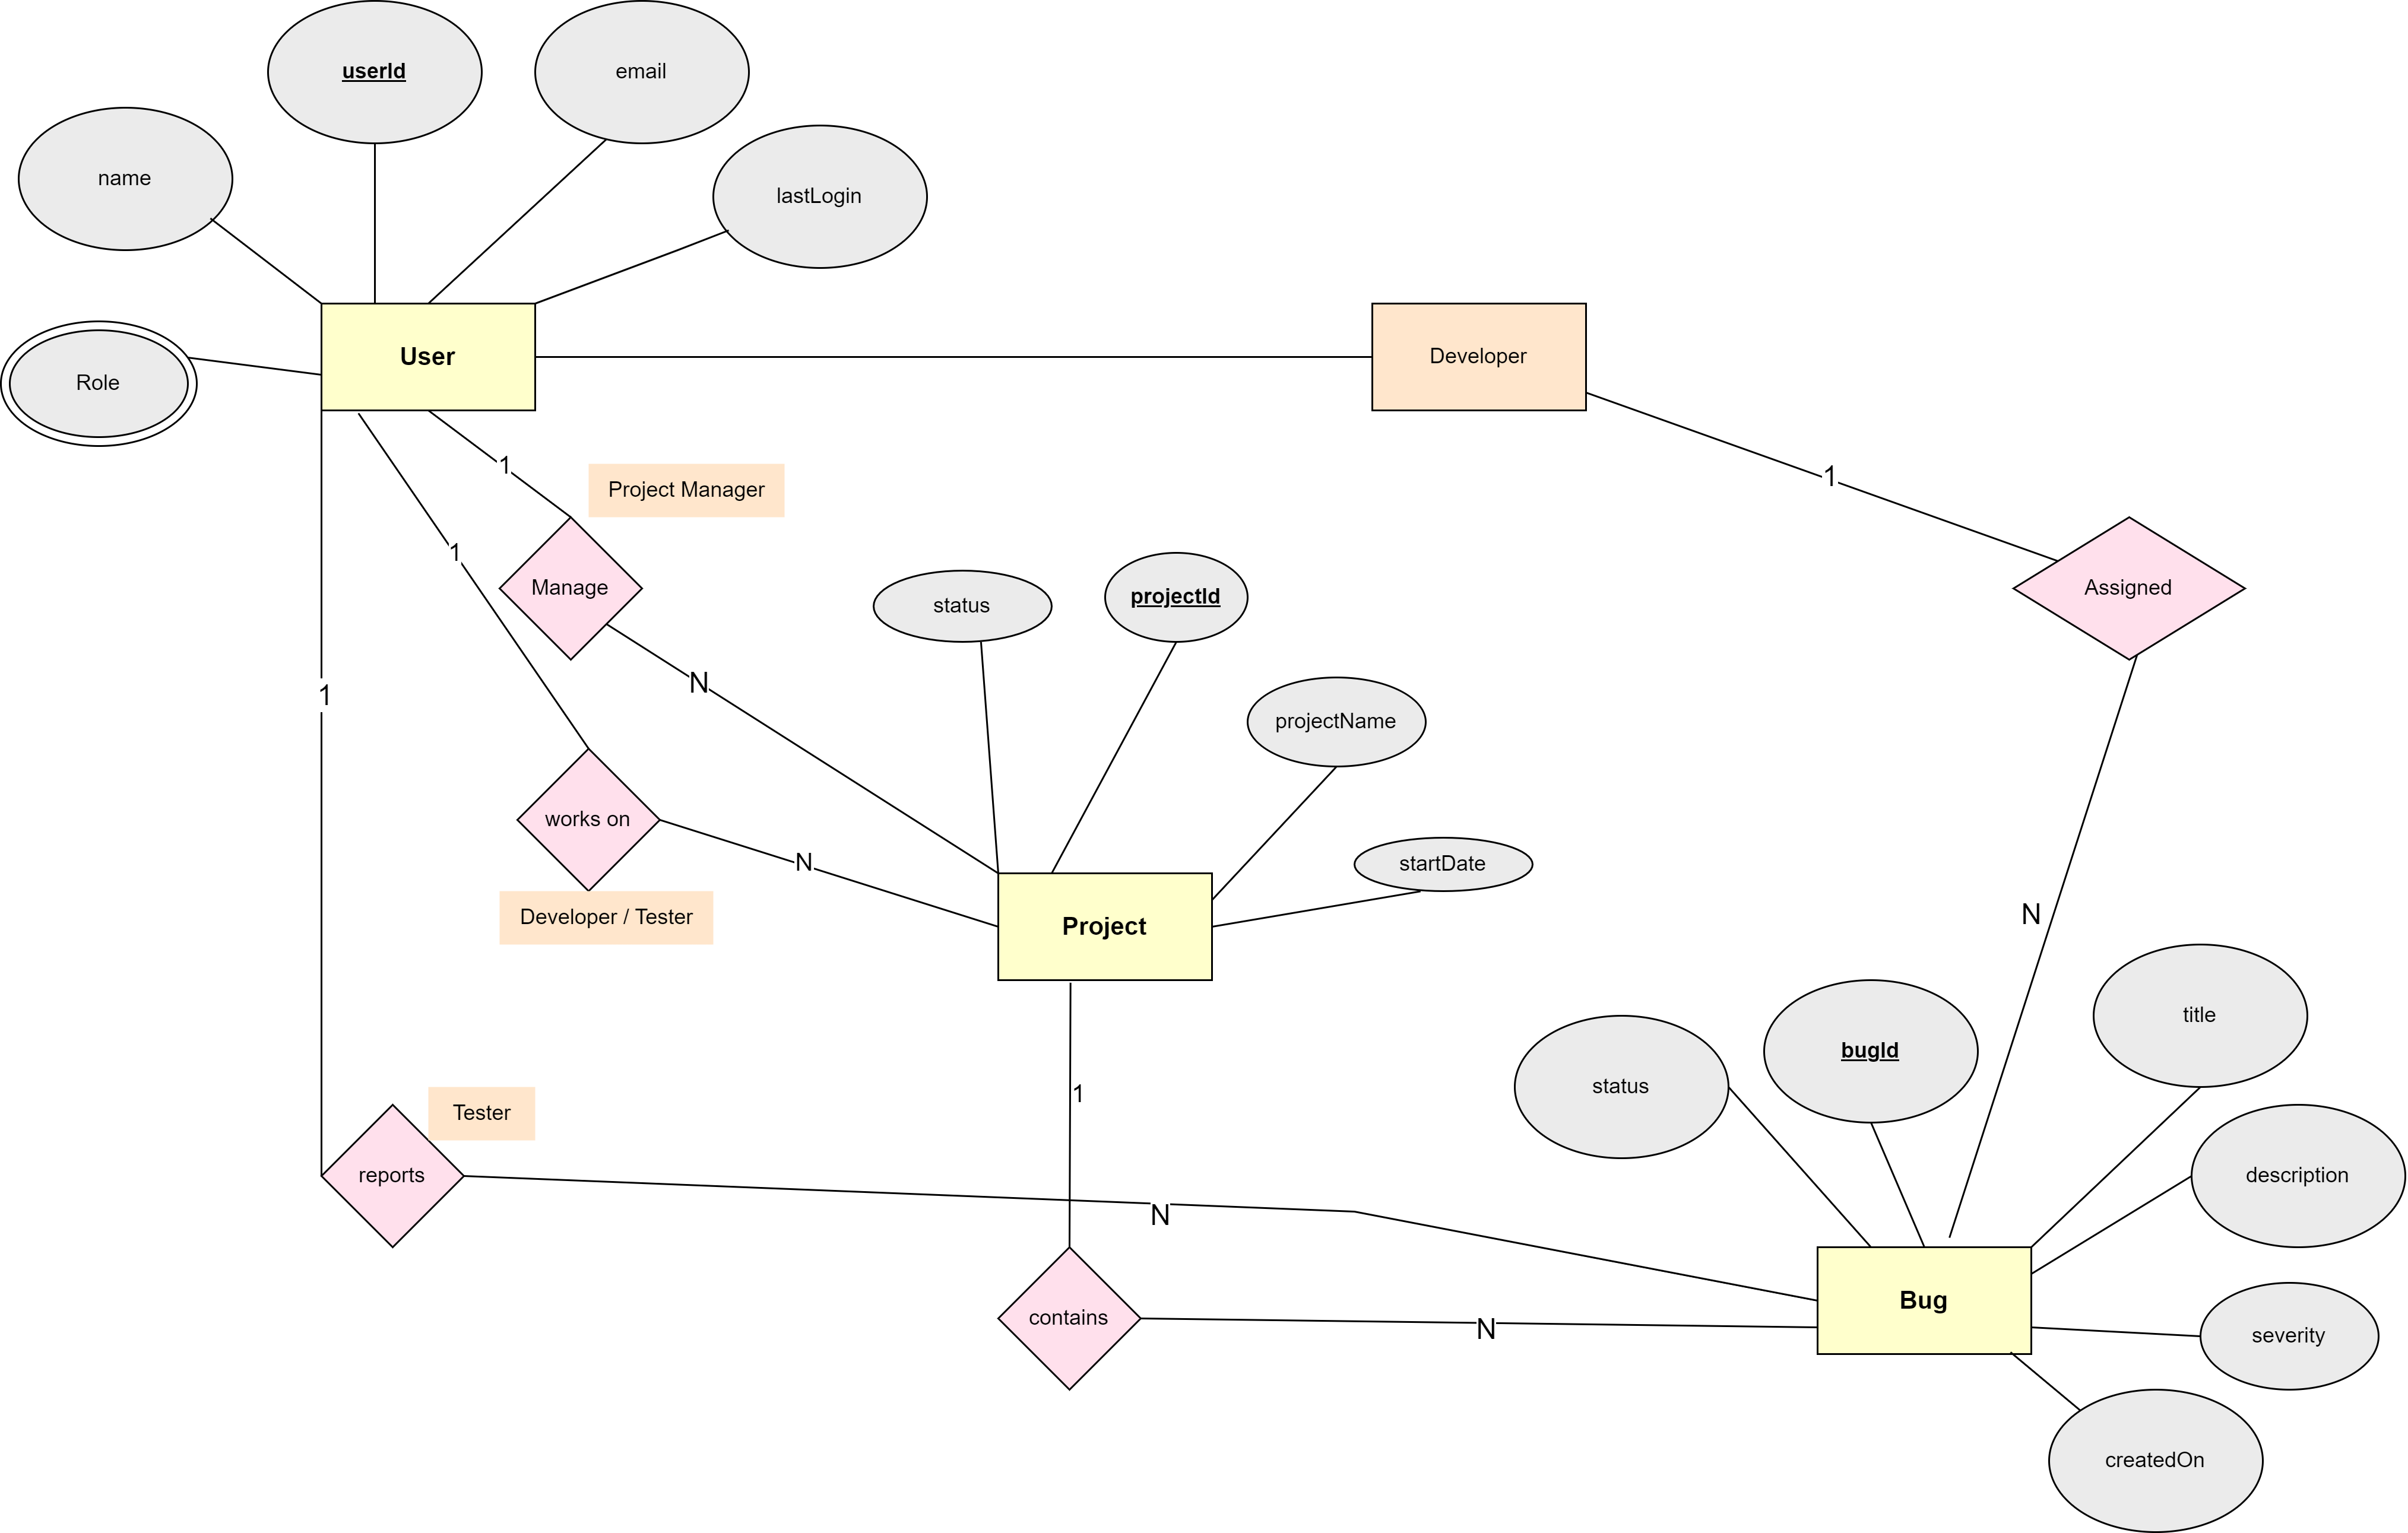 userId
email
name
lastLogin
User
Developer
Role
1
Project Manager
1
Manage
Assigned
1
status
projectId
N
1
projectName
works on
N
startDate
Developer / Tester
N
Project
title
bugId
status
1
Tester
reports
description
N
Bug
contains
N
severity
createdOn